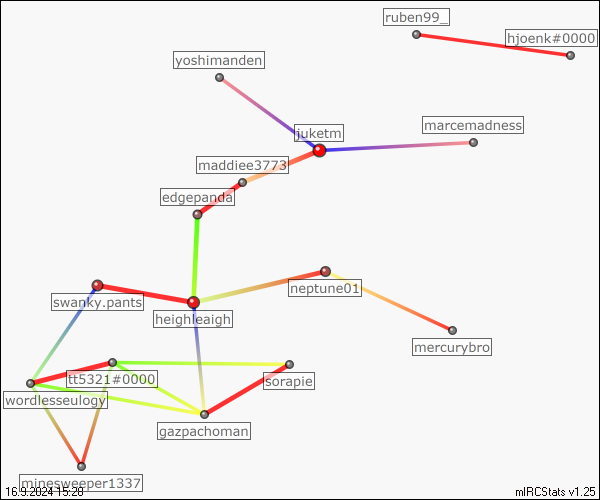 ruben99_
hjoenk#0000
yoshimanden
juketm
marcemadness
maddiee3773
edgepanda
swanky.pants
neptune01
heighleaigh
mercurybro
tt5321#0000
sorapie
wordlesseulogy
gazpachoman
minesweeper1337
16.9.2024 15:28
mIRCStats v1.25